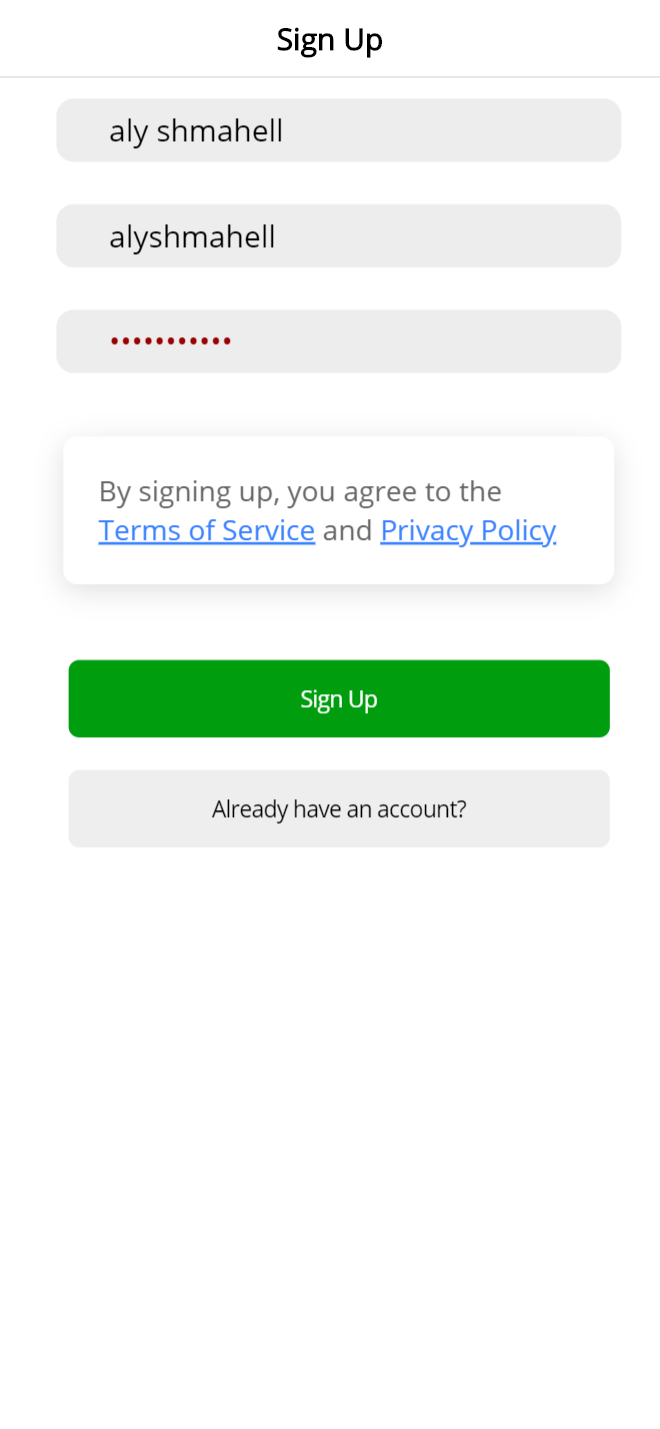 Sign Up
aly shmahell
alyshmahell
•••••••••••
By signing up, you agree to the
Terms of Service and Privacy Policy
Sign Up
Already have an account?